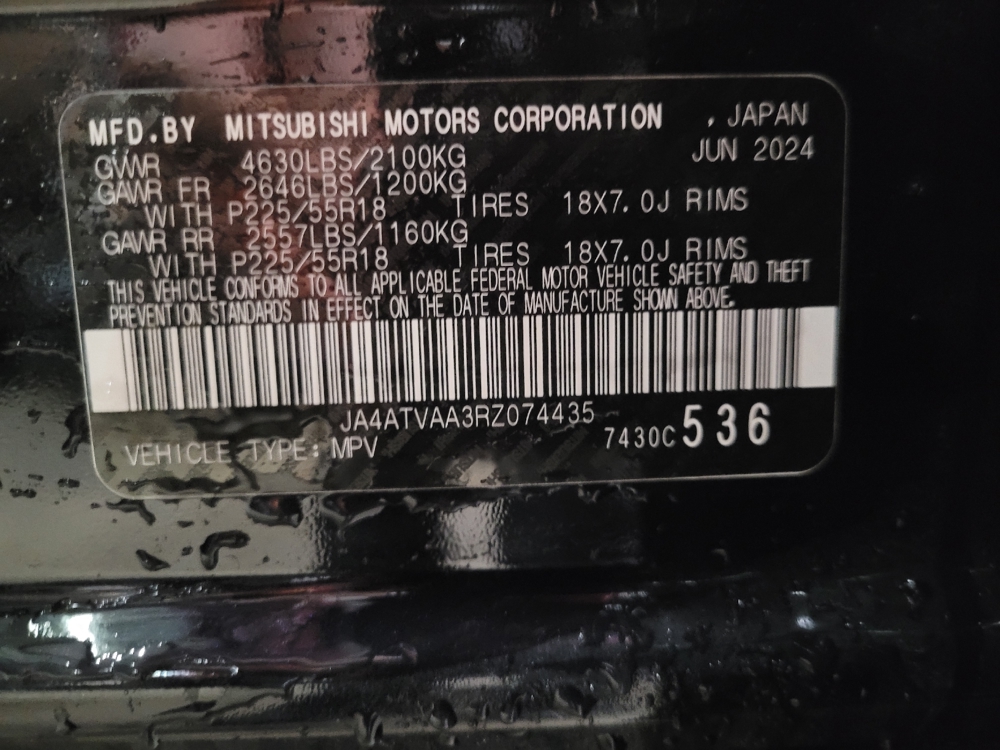 MFD.BY MITSUBISHI MOTORS CORPORATION , JAPAN
JUN 2024
GVWR 4630LBS/2100KG
GAWR FR 2646LBS/1200KG
WITH P225/55R18 TIRES 18X7.0J RIMS
GAWR RR 2557LBS/1160KG
WITH P225/55R18 TIRES 18X7.0J RIMS
THIS VEHICLE CONFORMS TO ALL APPLICABLE FEDERAL MOTOR VEHICLE SAFETY AND THEFT
PREVENTION STANDARDS IN EFFECT ON THE DATE OF MANUFACTURE SHOWN ABOVE.
JA4ATVAA3RZ074435
VEHICLE TYPE: MPV 7430C 536